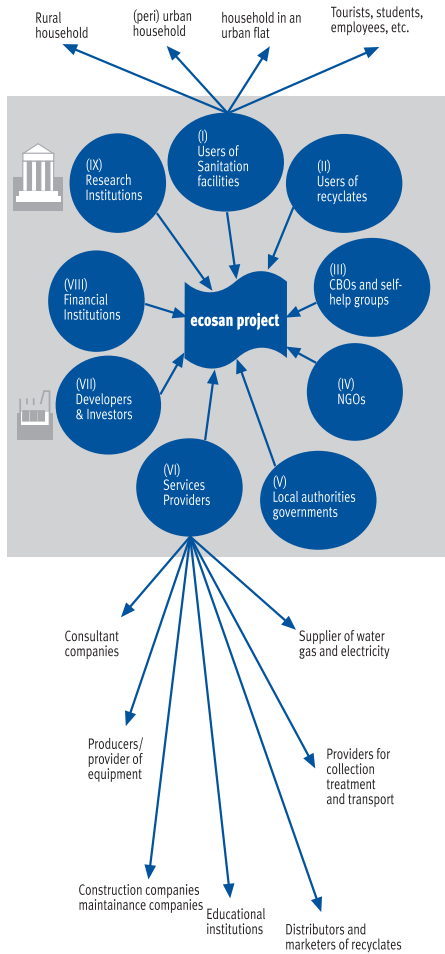 Rural
household
(peri) urban
household
household in an
urban flat
Tourists, students,
employees, etc.
(I)
Users of
Sanitation
facilities
(IX)
Research
Institutions
(II)
Users of
recyclates
(VIII)
Financial
Institutions
(III)
CBOs and self-
help groups
ecosan project
(VII)
Developers
& Investors
(IV)
NGOs
(VI)
Services
Providers
(V)
Local authorities
governments
Consultant
companies
Supplier of water
gas and electricity
Producers/
provider of
equipment
Providers for
collection
treatment
and transport
Construction companies
maintainance companies
Educational
institutions
Distributors and
marketers of recyclates